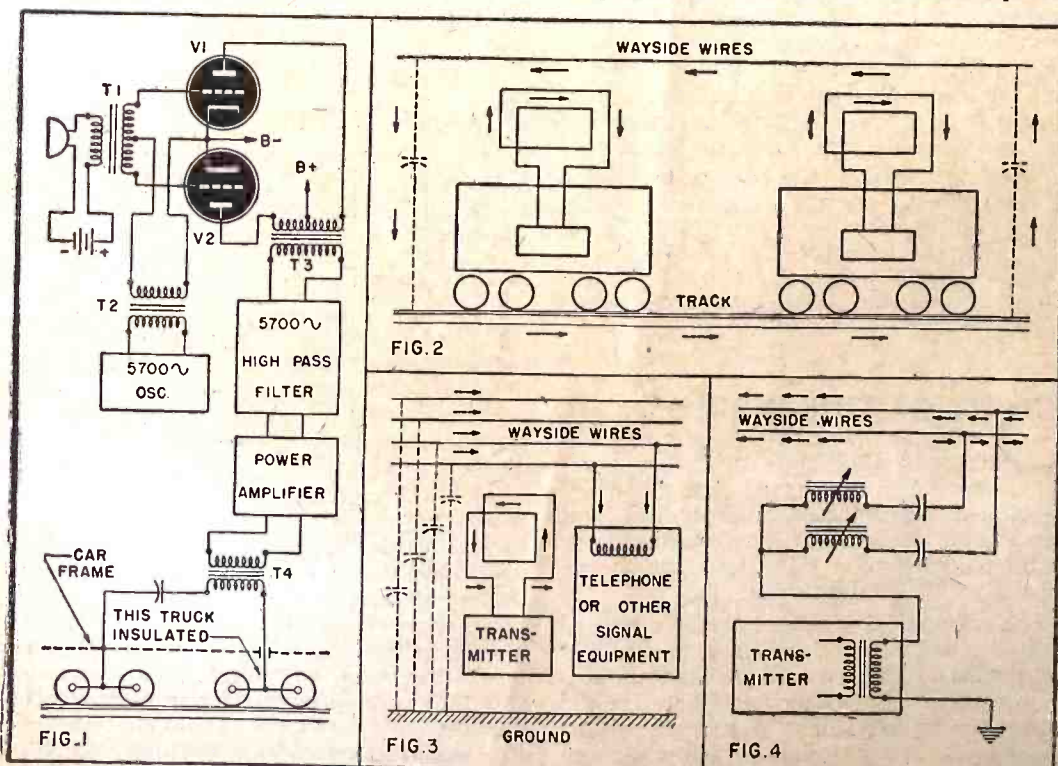 V1
T1
B-
B+
V2
T3
T2
5700~
OSC.
5700~
HIGH PASS
FILTER
POWER
AMPLIFIER
T4
CAR
FRAME
THIS TRUCK
INSULATED
FIG.1
WAYSIDE WIRES
TRACK
FIG.2
WAYSIDE WIRES
TRANS-
MITTER
TELEPHONE
OR OTHER
SIGNAL
EQUIPMENT
GROUND
FIG.3
WAYSIDE WIRES
TRANS-
MITTER
FIG.4